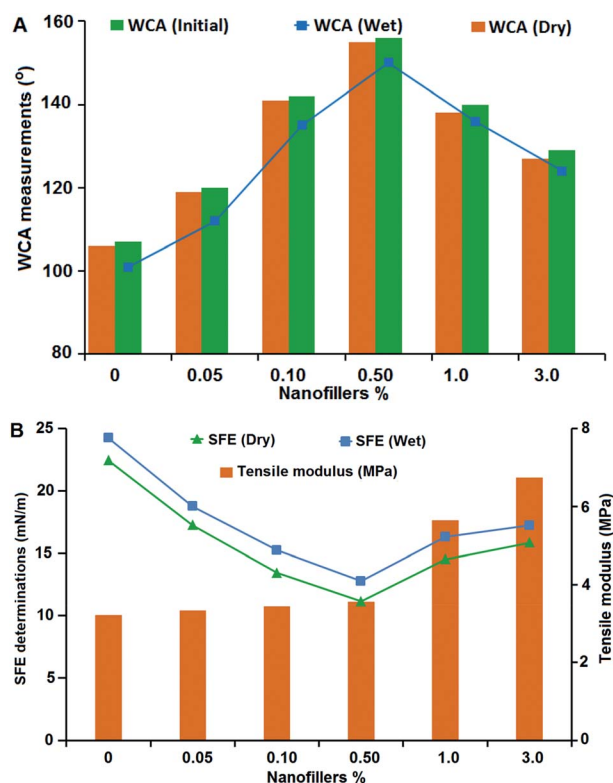 A
WCA (Initial) WCA (Wet) WCA (Dry)
WCA measurements (º)
160
140
120
100
80
0 0.05 0.10 0.50 1.0 3.0
Nanofillers %
B
SFE (Dry) SFE (Wet)
Tensile modulus (MPa)
SFE determinations (mN/m)
25
20
15
10
5
0
Tensile modulus (MPa)
8
6
4
2
0
0 0.05 0.10 0.50 1.0 3.0
Nanofillers %